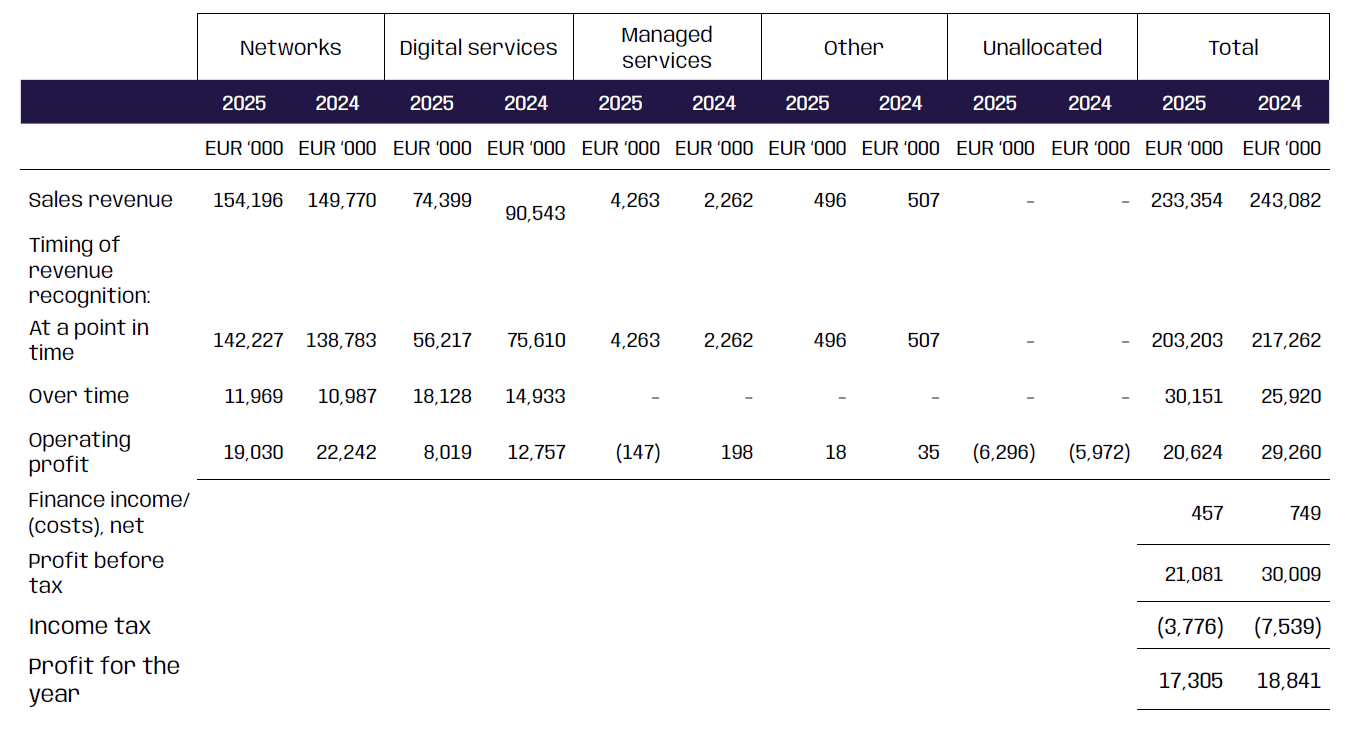 Networks Digital services Managed services Other Unallocated Total
2025 2024 2025 2024 2025 2024 2025 2024 2025 2024 2025 2024
EUR ‘000 EUR ‘000 EUR ‘000 EUR ‘000 EUR ‘000 EUR ‘000 EUR ‘000 EUR ‘000 EUR ‘000 EUR ‘000 EUR ‘000 EUR ‘000
Sales revenue 154,196 149,770 74,399 90,543 4,263 2,262 496 507 – – 233,354 243,082
Timing of
revenue
recognition:
At a point in
time 142,227 138,783 56,217 75,610 4,263 2,262 496 507 – – 203,203 217,262
Over time 11,969 10,987 18,128 14,933 – – – – – – 30,151 25,920
Operating
profit 19,030 22,242 8,019 12,757 (147) 198 18 35 (6,296) (5,972) 20,624 29,260
Finance income/
(costs), net 457 749
Profit before
tax 21,081 30,009
Income tax (3,776) (7,539)
Profit for the
year 17,305 18,841